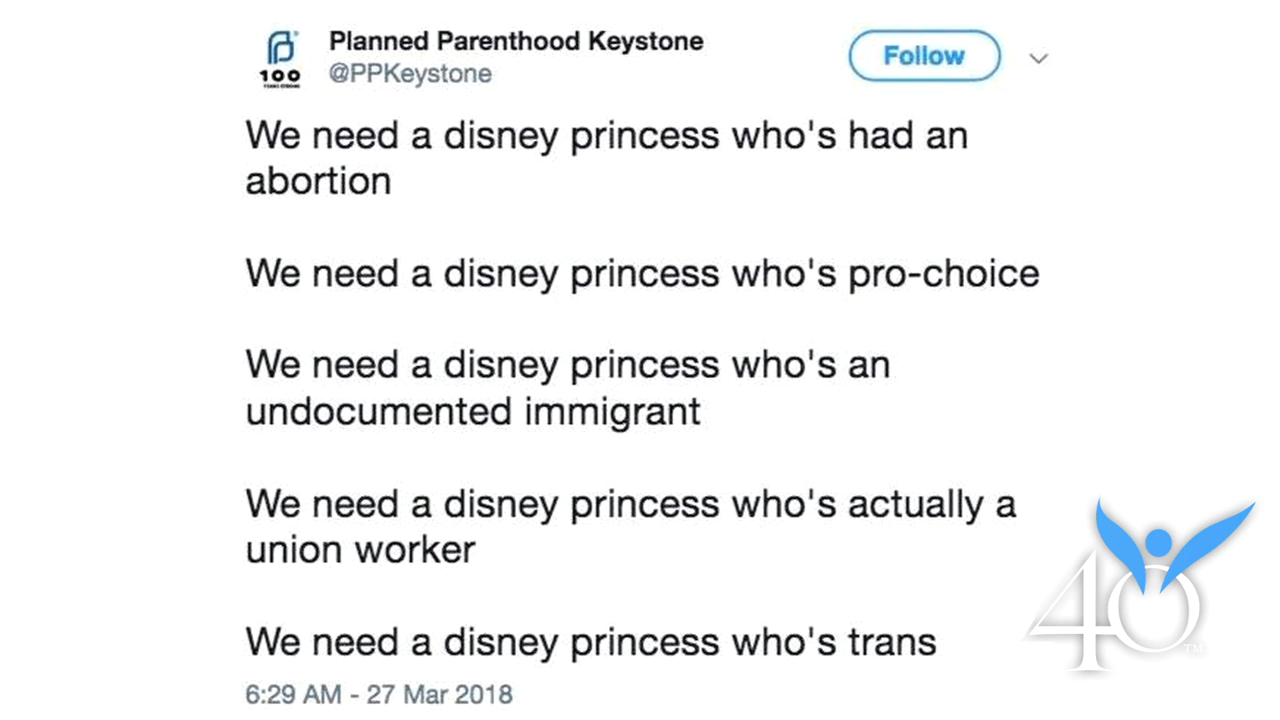 Planned Parenthood Keystone
@PPKeystone
Follow
100
We need a disney princess who's had an
abortion
We need a disney princess who's pro-choice
We need a disney princess who's an
undocumented immigrant
We need a disney princess who's actually a
union worker
We need a disney princess who's trans
6:29 AM - 27 Mar 2018
40
TM